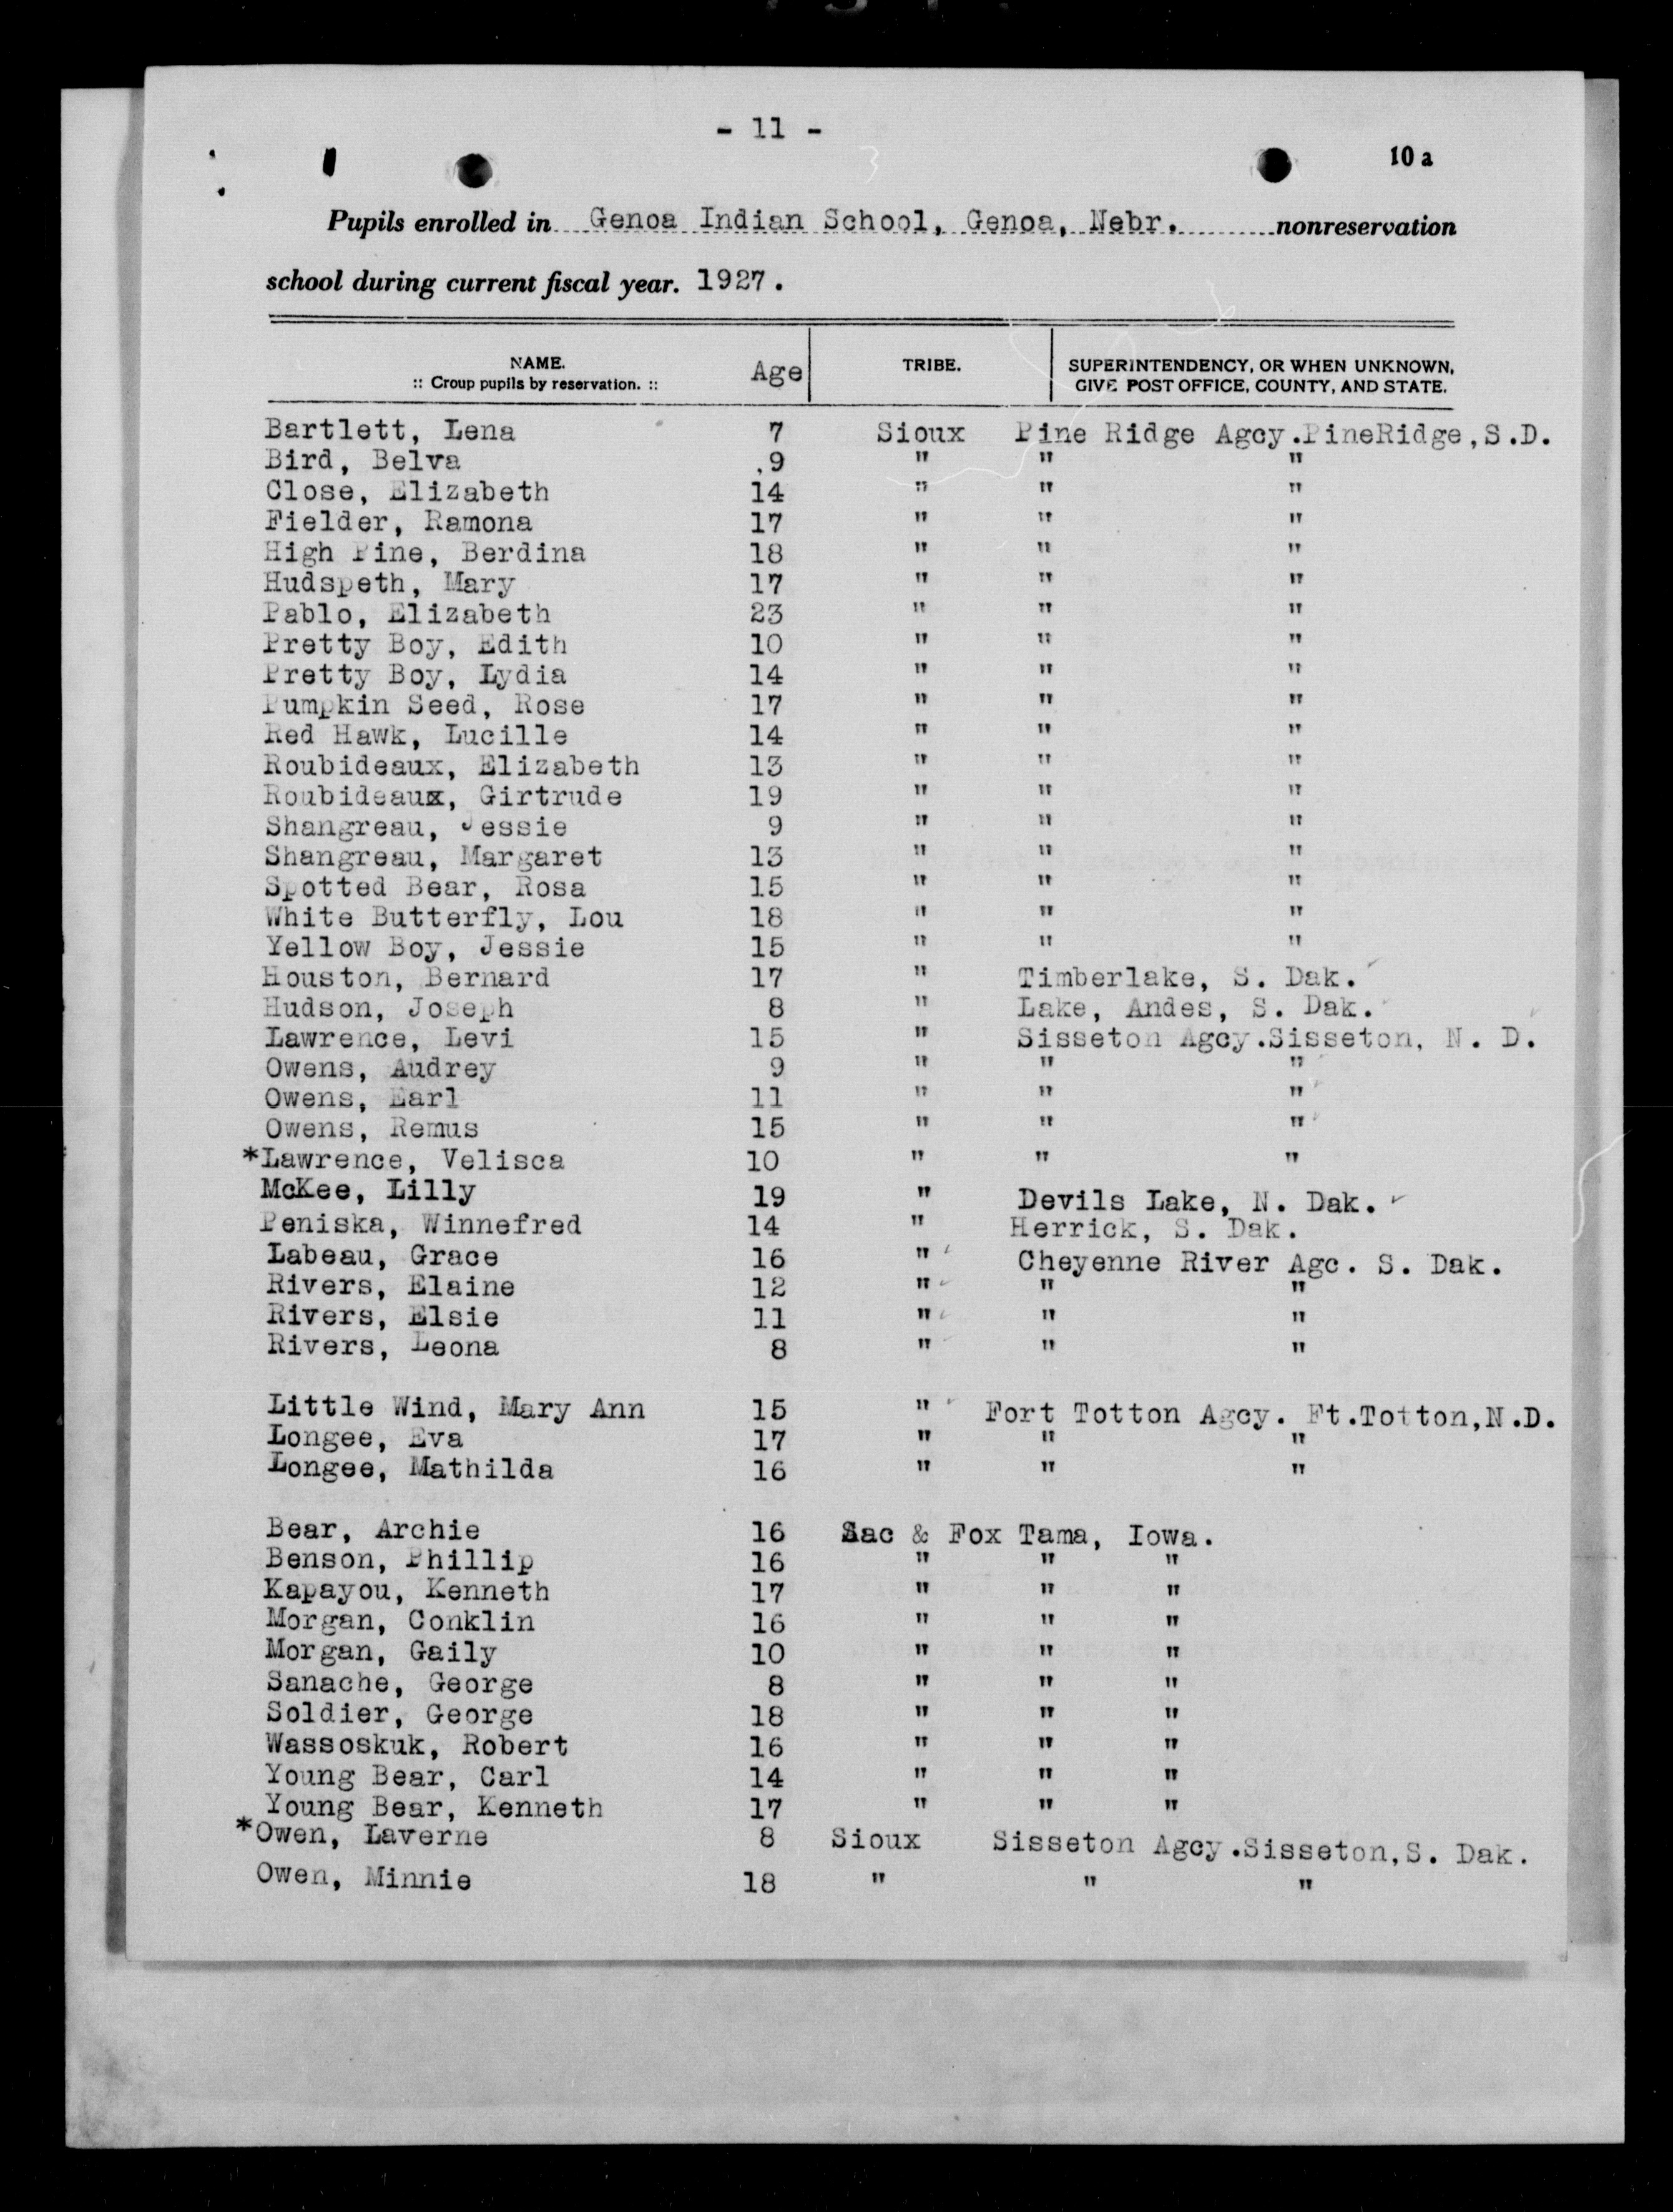 - 11 -
10 a
Pupils enrolled in Genoa Indian School, Genoa, Nebr. nonreservation
school during current fiscal year. 1927.
NAME. Age TRIBE. SUPERINTENDENCY, OR WHEN UNKNOWN,
:: Croup pupils by reservation. :: GIVE POST OFFICE, COUNTY, AND STATE.
Bartlett, Lena 7 Sioux Pine Ridge Agcy.PineRidge,S.D.
Bird, Belva .9 " " "
Close, Elizabeth 14 " " "
Fielder, Ramona 17 " " "
High Pine, Berdina 18 " " "
Hudspeth, Mary 17 " " "
Pablo, Elizabeth 23 " " "
Pretty Boy, Edith 10 " " "
Pretty Boy, Lydia 14 " " "
Pumpkin Seed, Rose 17 " " "
Red Hawk, Lucille 14 " " "
Roubideaux, Elizabeth 13 " " "
Roubideaux, Girtrude 19 " " "
Shangreau, Jessie 9 " " "
Shangreau, Margaret 13 " " "
Spotted Bear, Rosa 15 " " "
White Butterfly, Lou 18 " " "
Yellow Boy, Jessie 15 " " "
Houston, Bernard 17 " Timberlake, S. Dak.
Hudson, Joseph 8 " Lake, Andes, S. Dak.
Lawrence, Levi 15 " Sisseton Agcy.Sisseton, N. D.
Owens, Audrey 9 " " "
Owens, Earl 11 " " "
Owens, Remus 15 " " "
*Lawrence, Velisca 10 " " "
McKee, Lilly 19 " Devils Lake, N. Dak. ✓
Peniska, Winnefred 14 " Herrick, S. Dak.
Labeau, Grace 16 " Cheyenne River Agc. S. Dak.
Rivers, Elaine 12 " " "
Rivers, Elsie 11 " " "
Rivers, Leona 8 " " "
Little Wind, Mary Ann 15 " Fort Totton Agcy. Ft.Totton,N.D.
Longee, Eva 17 " " "
Longee, Mathilda 16 " " "
Bear, Archie 16 Sac & Fox Tama, Iowa.
Benson, Phillip 16 " " "
Kapayou, Kenneth 17 " " "
Morgan, Conklin 16 " " "
Morgan, Gaily 10 " " "
Sanache, George 8 " " "
Soldier, George 18 " " "
Wassoskuk, Robert 16 " " "
Young Bear, Carl 14 " " "
Young Bear, Kenneth 17 " " "
*Owen, Laverne 8 Sioux Sisseton Agcy.Sisseton,S. Dak.
Owen, Minnie 18 " " "